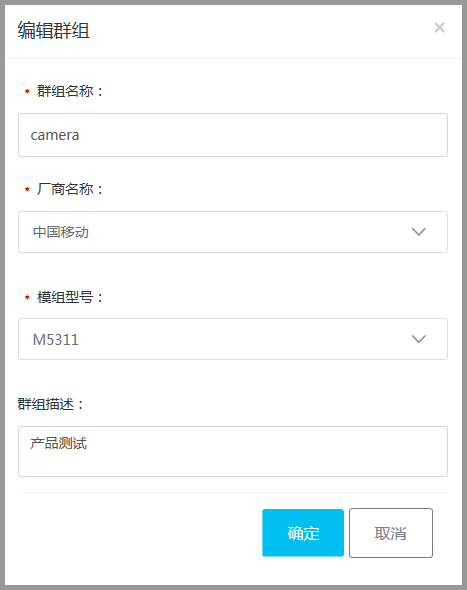 编辑群组
* 群组名称：
camera
* 厂商名称：
中国移动
* 模组型号：
M5311
群组描述：
产品测试
确定 取消